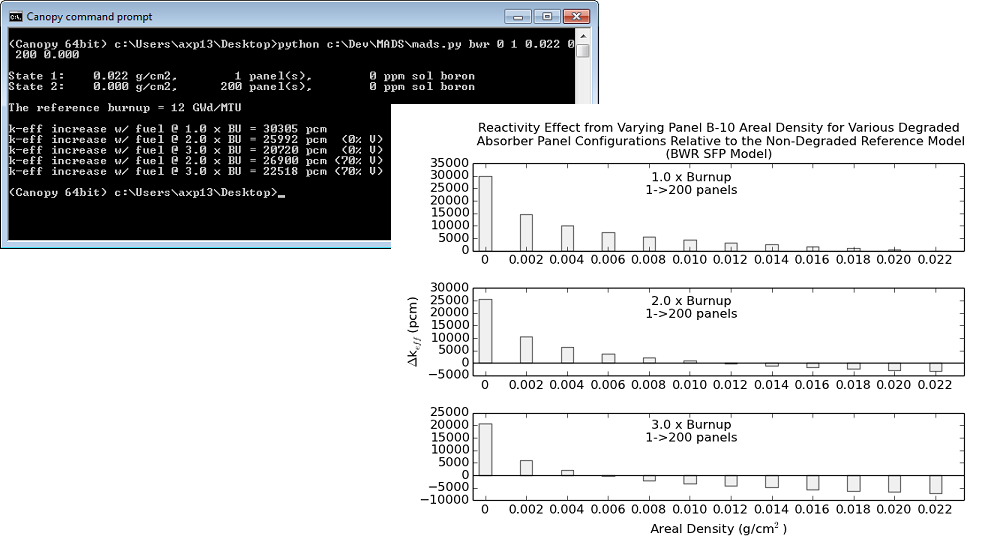 Canopy command prompt
(Canopy 64bit) c:\Users\axp13\Desktop>python c:\Dev\MADS\mads.py bwr 0 1 0.022 0
200 0.000
State 1: 0.022 g/cm2, 1 panel(s), 0 ppm sol boron
State 2: 0.000 g/cm2, 200 panel(s), 0 ppm sol boron
The reference burnup = 12 GWd/MTU
k-eff increase w/ fuel @ 1.0 x BU = 30305 pcm
k-eff increase w/ fuel @ 2.0 x BU = 25992 pcm (0% V)
k-eff increase w/ fuel @ 3.0 x BU = 20720 pcm (0% V)
k-eff increase w/ fuel @ 2.0 x BU = 26900 pcm (70% V)
k-eff increase w/ fuel @ 3.0 x BU = 22518 pcm (70% V)
(Canopy 64bit) c:\Users\axp13\Desktop>_
Reactivity Effect from Varying Panel B-10 Areal Density for Various Degraded
Absorber Panel Configurations Relative to the Non-Degraded Reference Model
(BWR SFP Model)
35000
30000
25000
20000
15000
10000
5000
0
1.0 x Burnup
1->200 panels
0 0.002 0.004 0.006 0.008 0.010 0.012 0.014 0.016 0.018 0.020 0.022
30000
25000
20000
15000
10000
5000
0
−5000
2.0 x Burnup
1->200 panels
0 0.002 0.004 0.006 0.008 0.010 0.012 0.014 0.016 0.018 0.020 0.022
Δk_eff (pcm)
25000
20000
15000
10000
5000
0
−5000
−10000
3.0 x Burnup
1->200 panels
0 0.002 0.004 0.006 0.008 0.010 0.012 0.014 0.016 0.018 0.020 0.022
Areal Density (g/cm² )